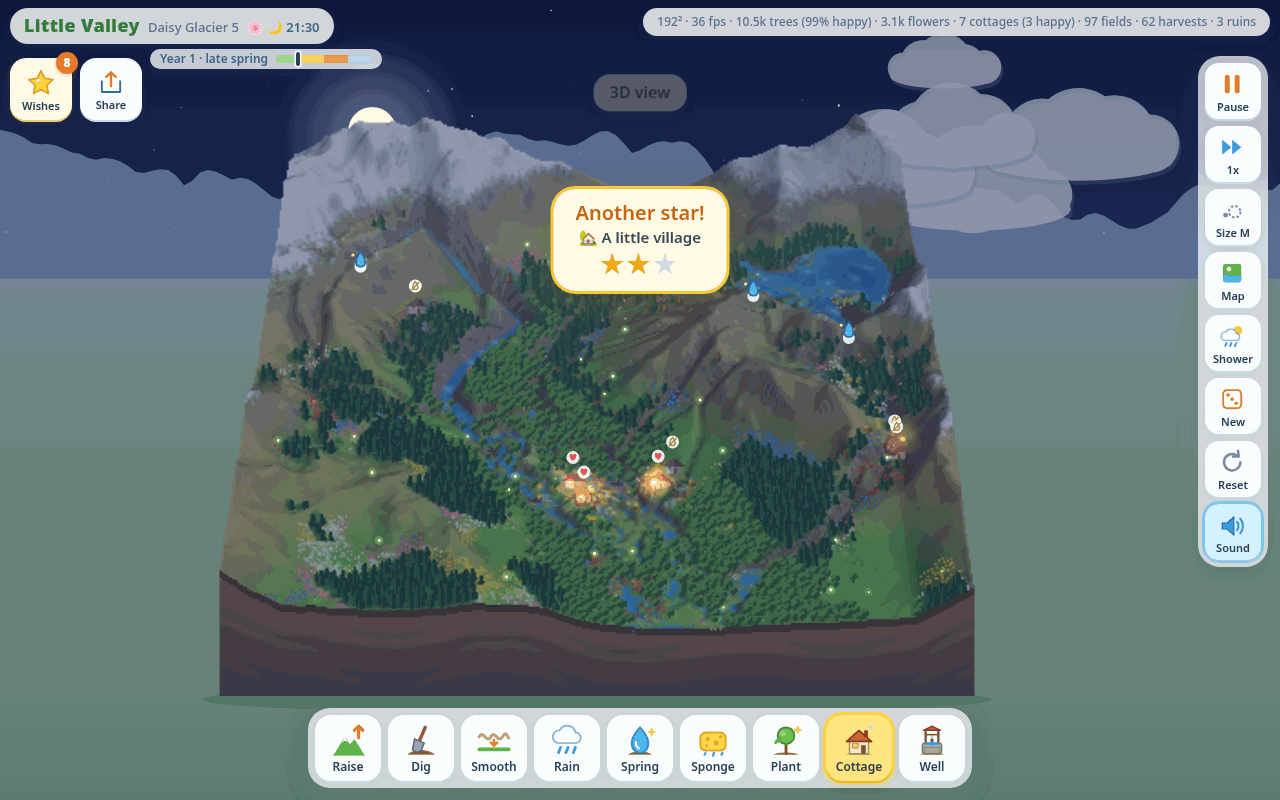 Little Valley Daisy Glacier 5 21:30
192² · 36 fps · 10.5k trees (99% happy) · 3.1k flowers · 7 cottages (3 happy) · 97 fields · 62 harvests · 3 ruins
Year 1 · late spring
8
Wishes
Share
3D view
Another star!
A little village
Pause
1x
Size M
Map
Shower
New
Reset
Sound
Raise
Dig
Smooth
Rain
Spring
Sponge
Plant
Cottage
Well